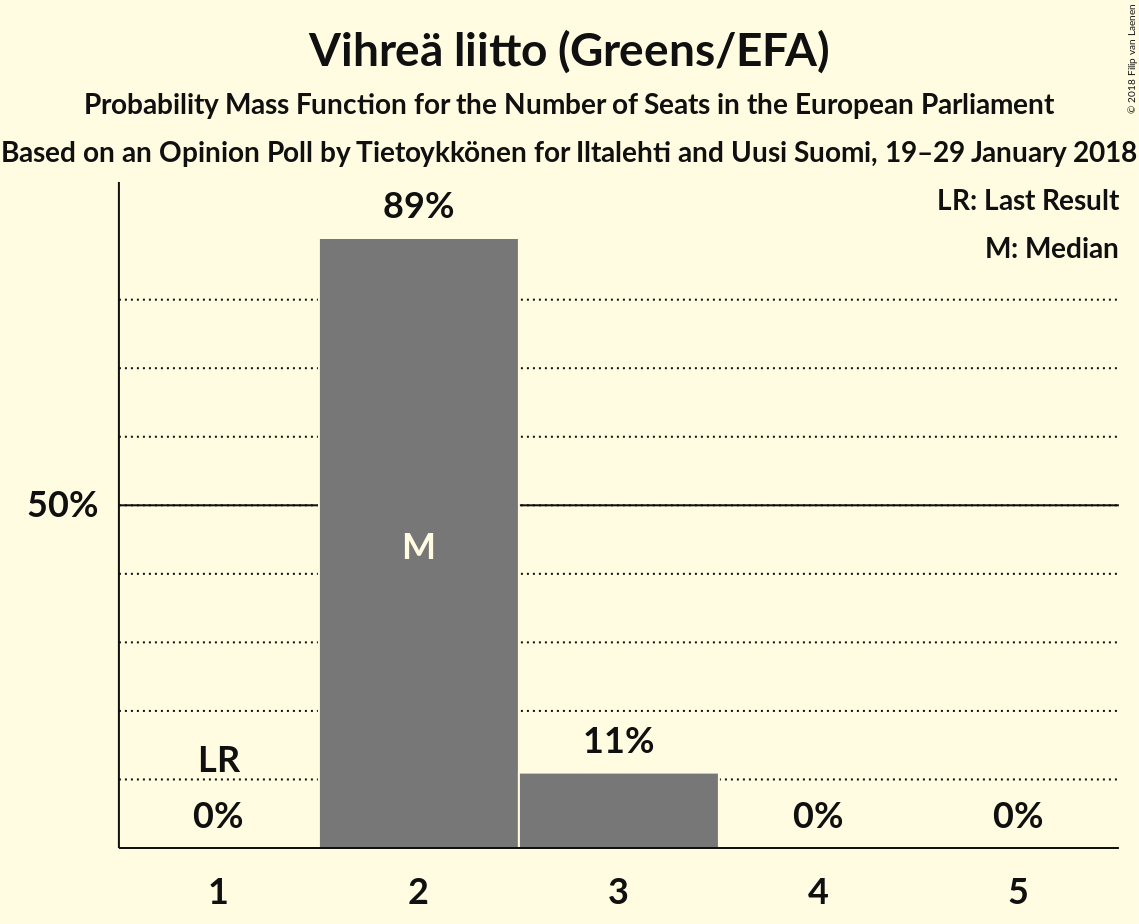 Vihreä liitto (Greens/EFA)
Probability Mass Function for the Number of Seats in the European Parliament
Based on an Opinion Poll by Tietoykkönen for Iltalehti and Uusi Suomi, 19–29 January 2018
© 2018 Filip van Laenen
LR: Last Result
M: Median
89%
50%
M
11%
LR
0%
0%
0%
1
2
3
4
5